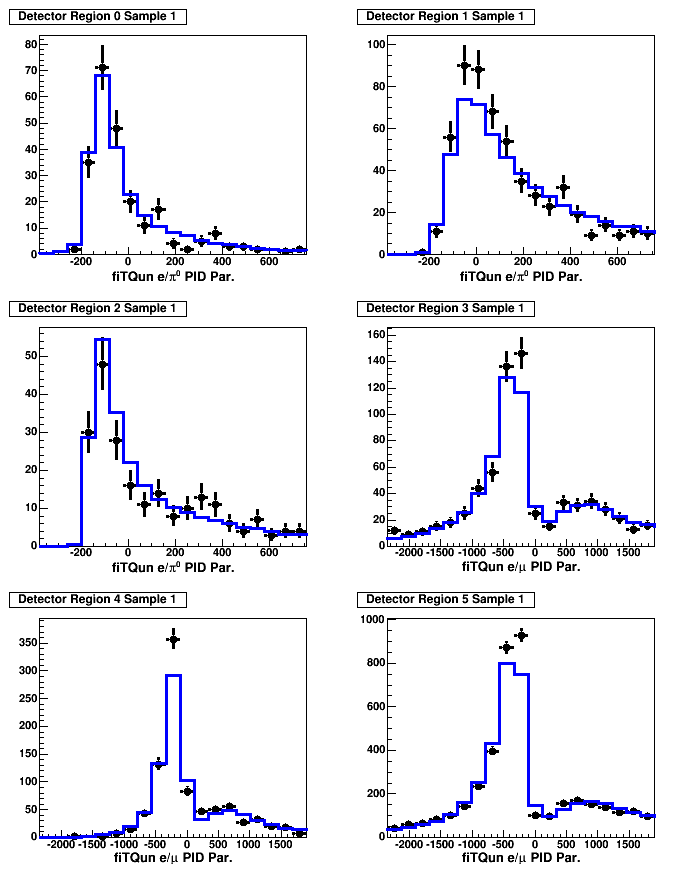 Detector Region 0 Sample 1
80
70
60
50
40
30
20
10
0
-200 0 200 400 600
fiTQun e/π⁰ PID Par.
Detector Region 1 Sample 1
100
80
60
40
20
0
-200 0 200 400 600
fiTQun e/π⁰ PID Par.
Detector Region 2 Sample 1
50
40
30
20
10
0
-200 0 200 400 600
fiTQun e/π⁰ PID Par.
Detector Region 3 Sample 1
160
140
120
100
80
60
40
20
0
-2000 -1500 -1000 -500 0 500 1000 1500
fiTQun e/μ PID Par.
Detector Region 4 Sample 1
350
300
250
200
150
100
50
0
-2000 -1500 -1000 -500 0 500 1000 1500
fiTQun e/μ PID Par.
Detector Region 5 Sample 1
1000
800
600
400
200
0
-2000 -1500 -1000 -500 0 500 1000 1500
fiTQun e/μ PID Par.